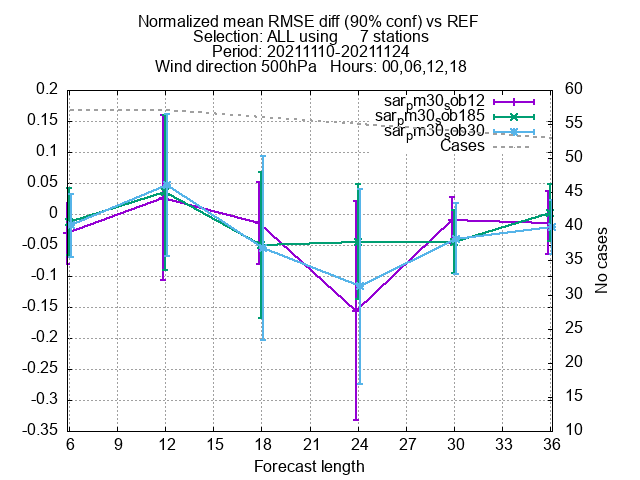 Normalized mean RMSE diff (90% conf) vs REF
Selection: ALL using 7 stations
Period: 20211110-20211124
Wind direction 500hPa Hours: 00,06,12,18
sarpm30sob12
sarpm30sob185
sarpm30sob30
Cases
0.2
0.15
0.1
0.05
0
-0.05
-0.1
-0.15
-0.2
-0.25
-0.3
-0.35
60
55
50
45
40
35
30
25
20
15
10
No cases
6 9 12 15 18 21 24 27 30 33 36
Forecast length